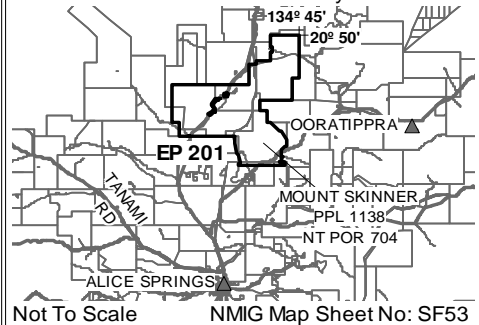 134º 45'
20º 50'
OORATIPPRA
EP 201
MOUNT SKINNER
PPL 1138
NT POR 704
TANAMI
RD
ALICE SPRINGS
Not To Scale
NMIG Map Sheet No: SF53